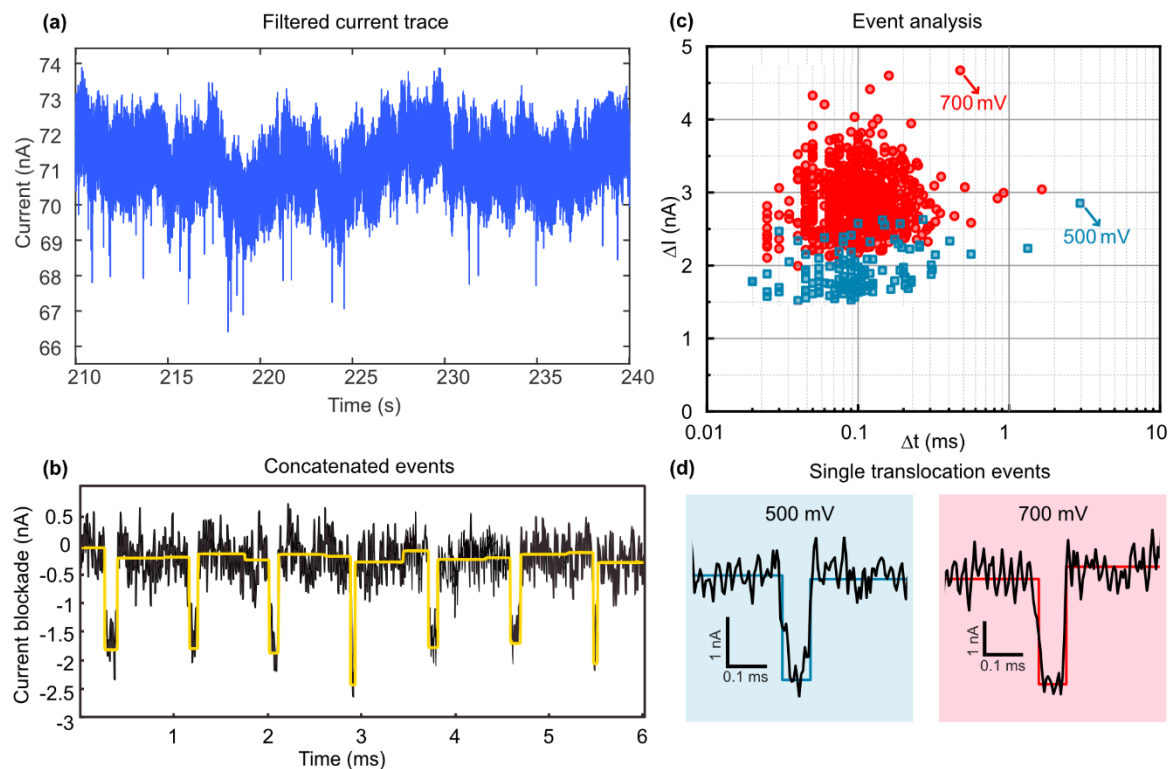 (a) Filtered current trace
74
73
72
71
70
69
68
67
66
Current (nA)
210 215 220 225 230 235 240
Time (s)
(b) Concatenated events
0.5
0
-0.5
-1
-1.5
-2
-2.5
-3
Current blockade (nA)
1 2 3 4 5 6
Time (ms)
(c) Event analysis
5
4
3
2
1
0
ΔI (nA)
700 mV
500 mV
0.01 0.1 1 10
Δt (ms)
(d) Single translocation events
500 mV
1 nA
0.1 ms
700 mV
1 nA
0.1 ms